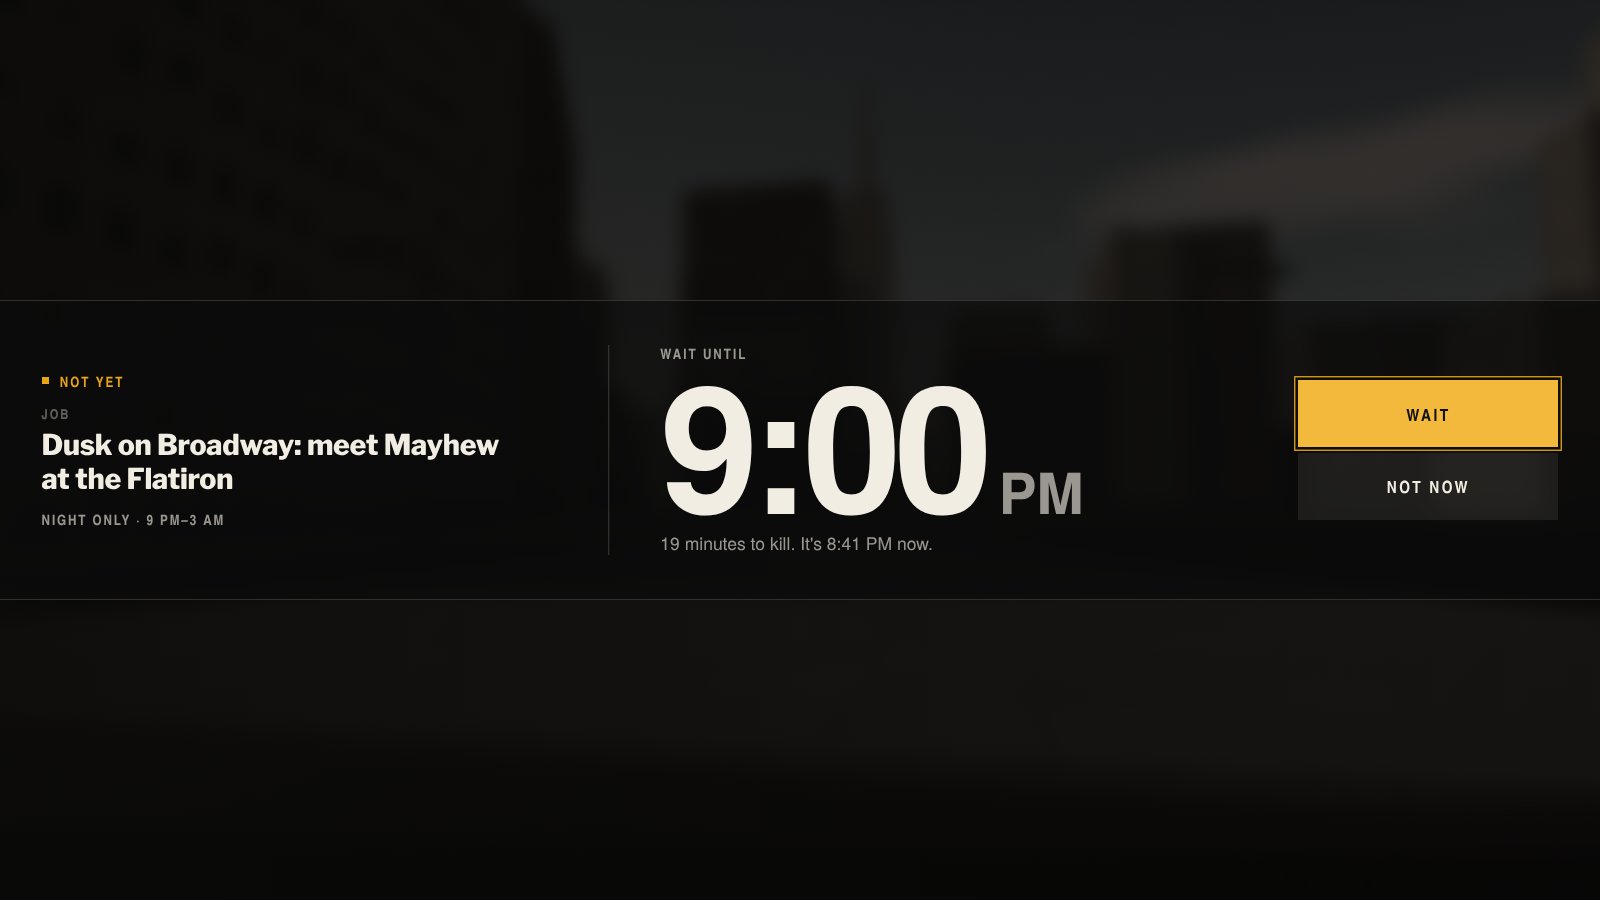 NOT YET
JOB
Dusk on Broadway: meet Mayhew
at the Flatiron
NIGHT ONLY · 9 PM–3 AM
WAIT UNTIL
9:00 PM
19 minutes to kill. It's 8:41 PM now.
WAIT
NOT NOW